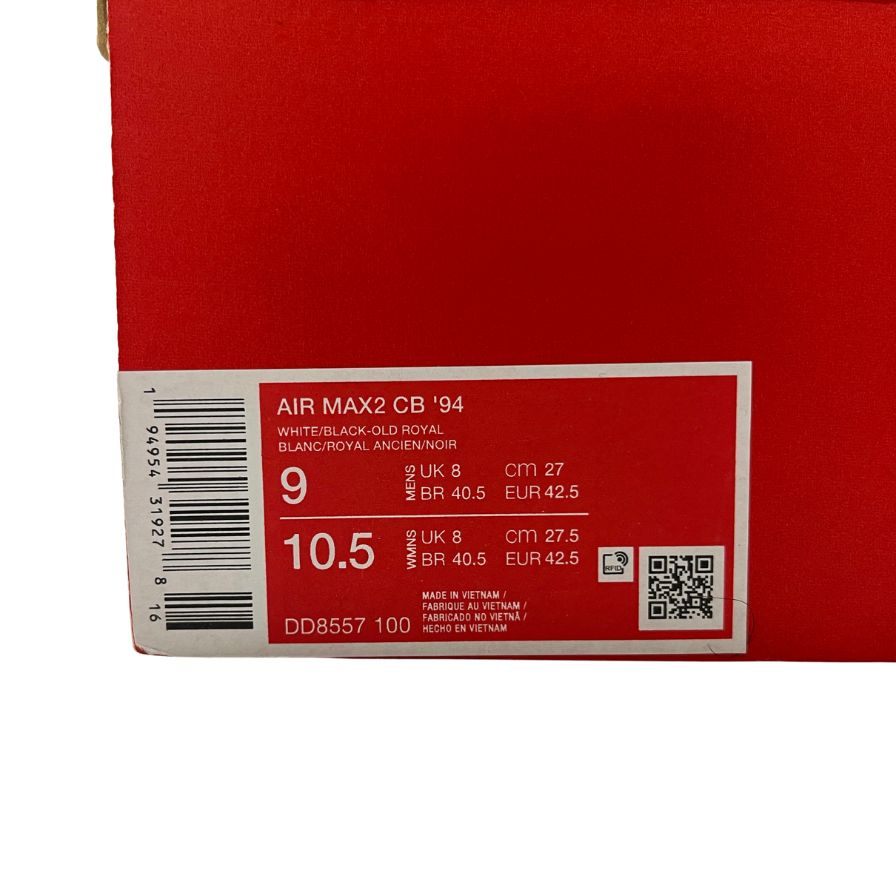 AIR MAX2 CB '94
WHITE/BLACK-OLD ROYAL
BLANC/ROYAL ANCIEN/NOIR
9 MENS UK 8 cm 27
BR 40.5 EUR 42.5
10.5 WMNS UK 8 cm 27.5
BR 40.5 EUR 42.5
RFID
DD8557 100
MADE IN VIETNAM /
FABRIQUE AU VIETNAM /
FABRICADO NO VIETNÃ /
HECHO EN VIETNAM
1 94954 31927 8 16